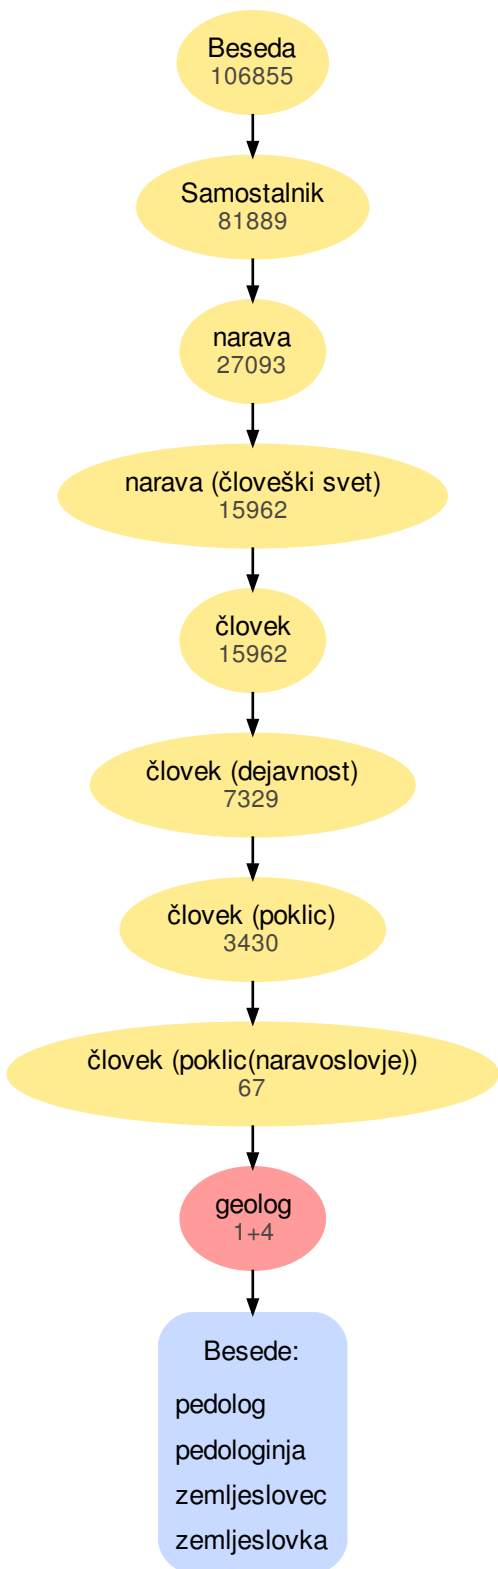 Beseda
106855
Samostalnik
81889
narava
27093
narava (človeški svet)
15962
človek
15962
človek (dejavnost)
7329
človek (poklic)
3430
človek (poklic(naravoslovje))
67
geolog
1+4
Besede:
pedolog
pedologinja
zemljeslovec
zemljeslovka